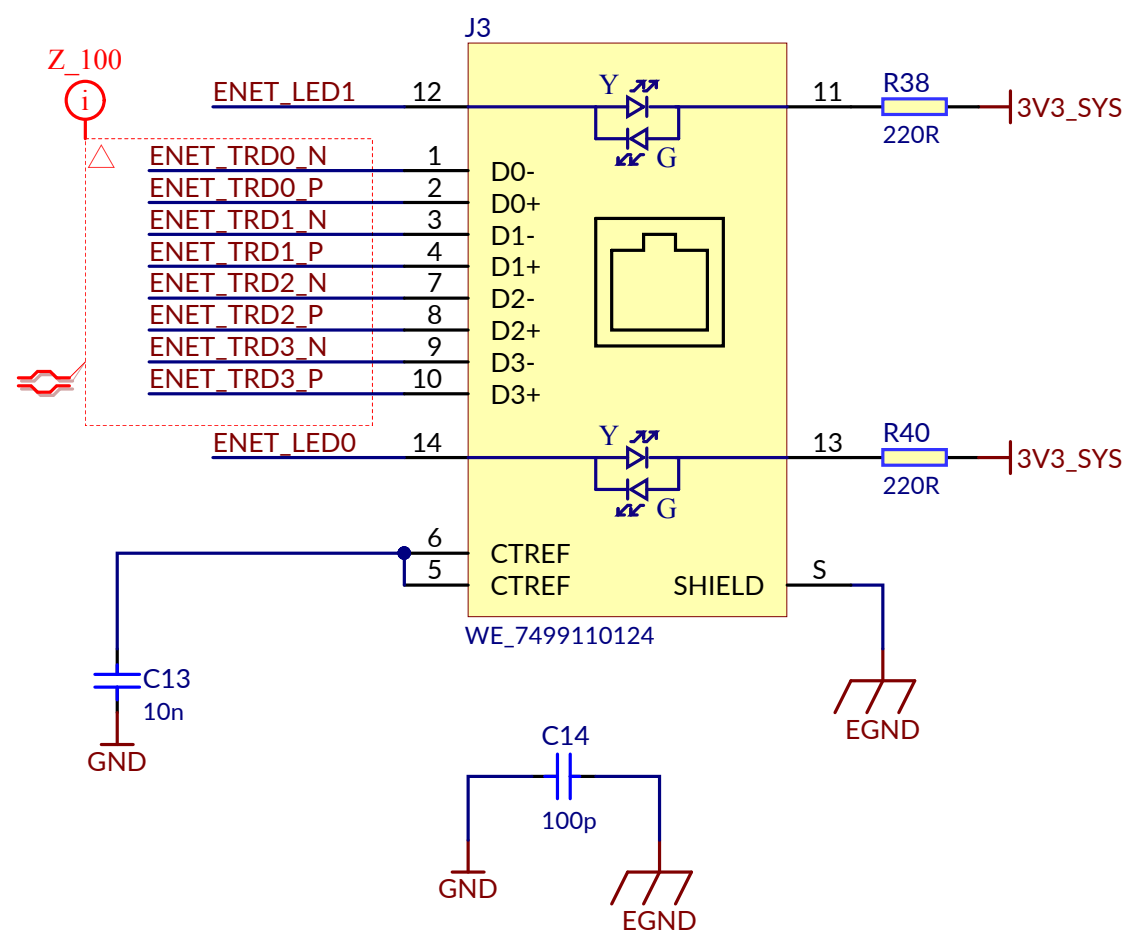 J3
Z_100
i
ENET_LED1 12 Y 11 R38
3V3_SYS
220R
G
ENET_TRD0_N 1 D0-
ENET_TRD0_P 2 D0+
ENET_TRD1_N 3 D1-
ENET_TRD1_P 4 D1+
ENET_TRD2_N 7 D2-
ENET_TRD2_P 8 D2+
ENET_TRD3_N 9 D3-
ENET_TRD3_P 10 D3+
ENET_LED0 14 Y 13 R40
3V3_SYS
220R
G
6 CTREF
5 CTREF SHIELD S
WE_7499110124
C13
10n
GND
EGND
C14
100p
GND
EGND